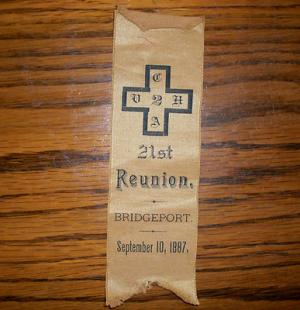 C
V 2 H
A
21st
Reunion.
BRIDGEPORT.
September 10, 1887.